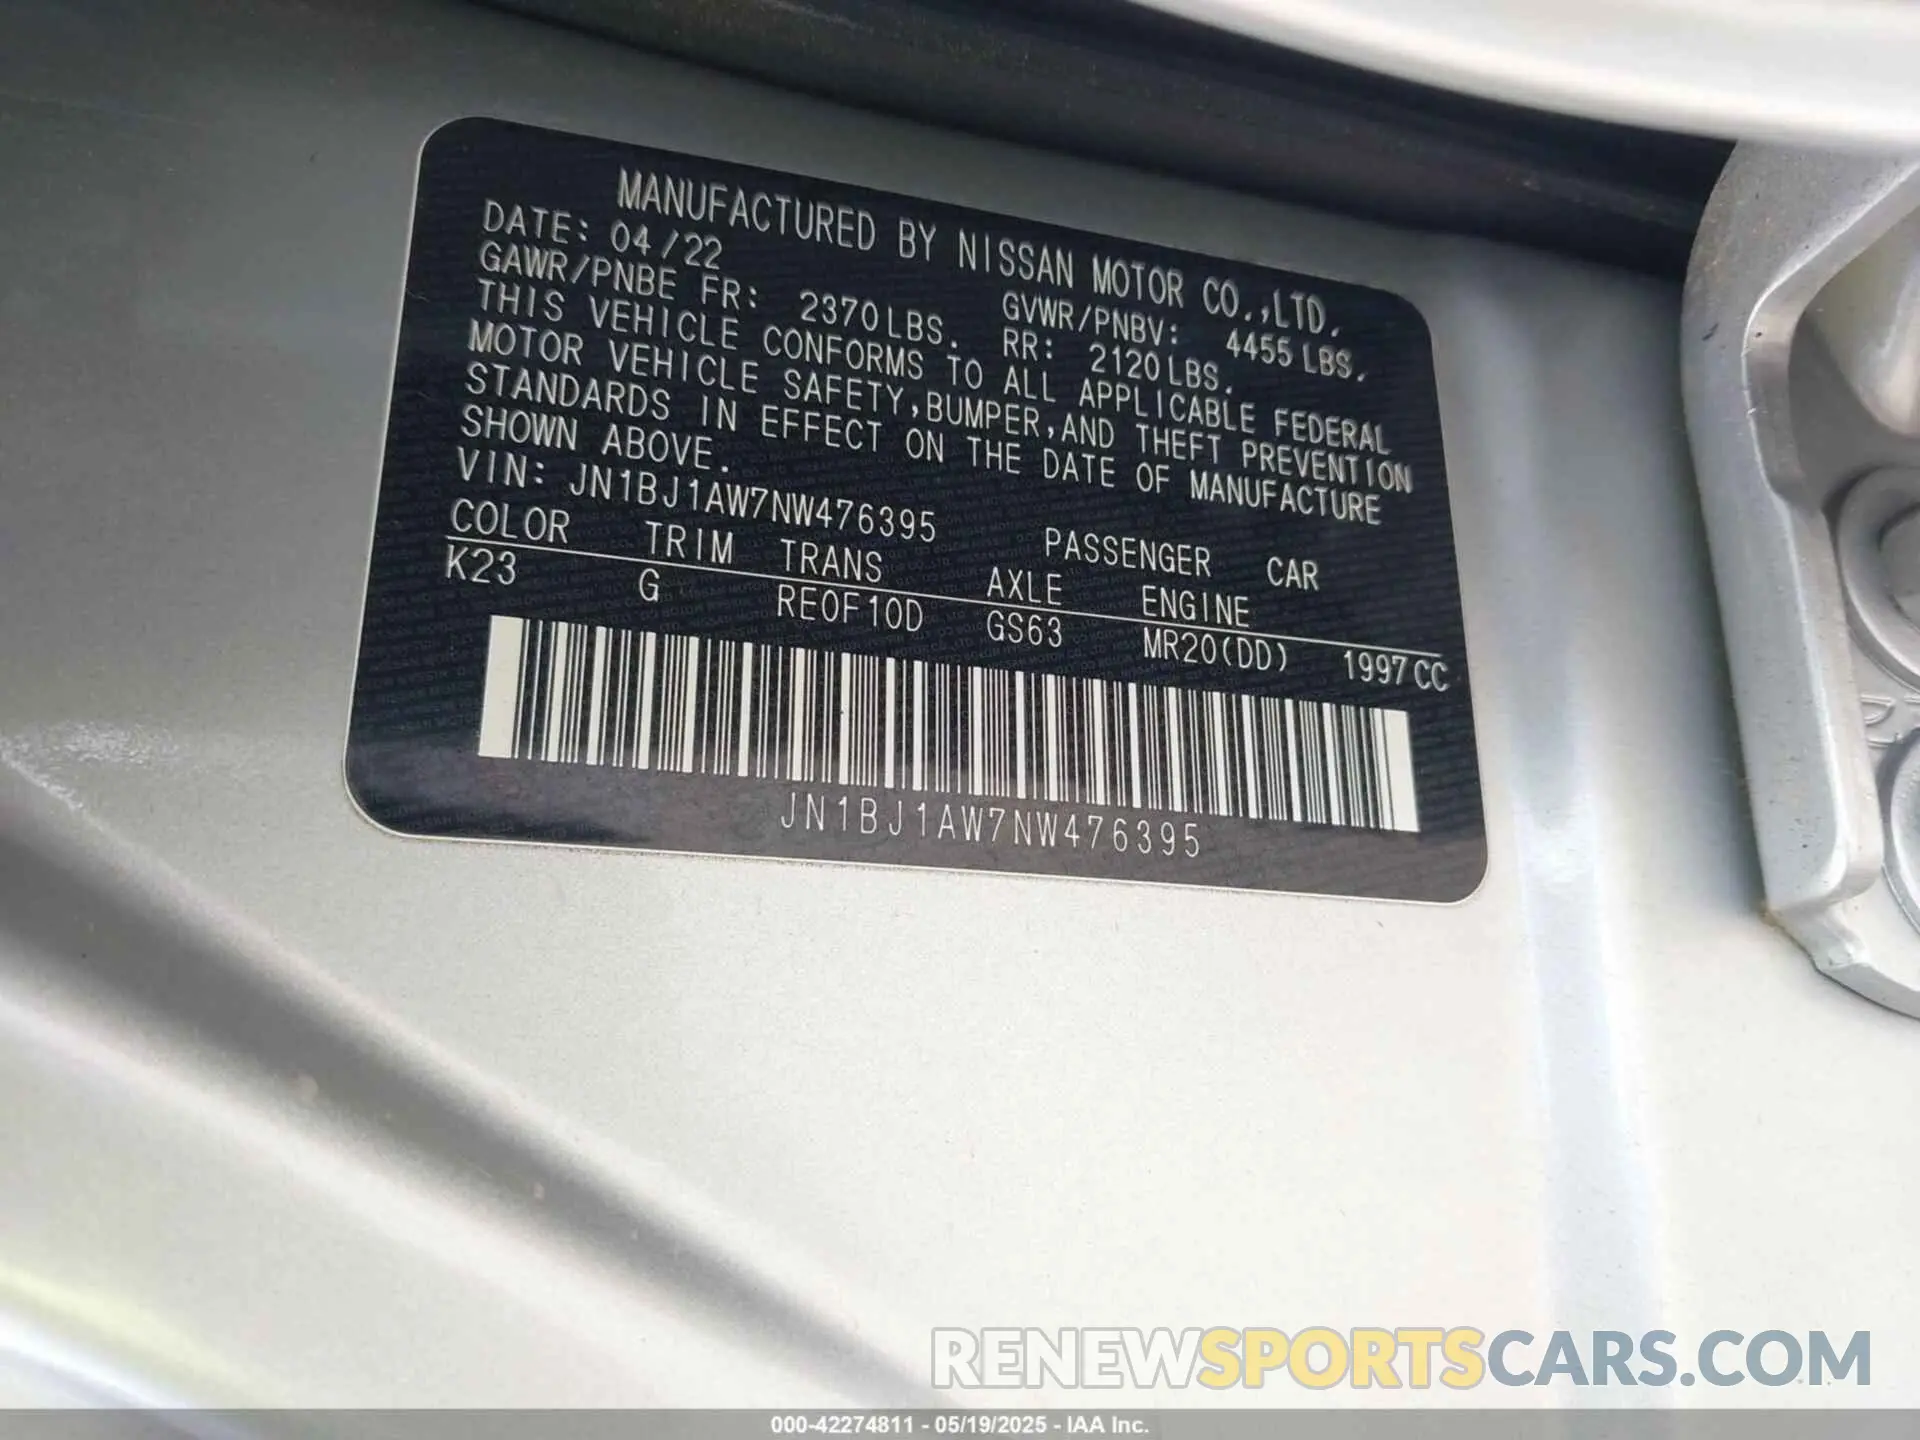 MANUFACTURED BY NISSAN MOTOR CO.,LTD.
DATE: 04/22 GVWR/PNBV: 4455 LBS.
GAWR/PNBE FR: 2370LBS. RR: 2120LBS.
THIS VEHICLE CONFORMS TO ALL APPLICABLE FEDERAL
MOTOR VEHICLE SAFETY,BUMPER,AND THEFT PREVENTION
STANDARDS IN EFFECT ON THE DATE OF MANUFACTURE
SHOWN ABOVE.
VIN: JN1BJ1AW7NW476395 PASSENGER CAR
COLOR TRIM TRANS AXLE ENGINE
K23 G RE0F10D GS63 MR20(DD) 1997CC
JN1BJ1AW7NW476395
RENEWSPORTSCARS.COM
000-42274811 - 05/19/2025 - IAA Inc.